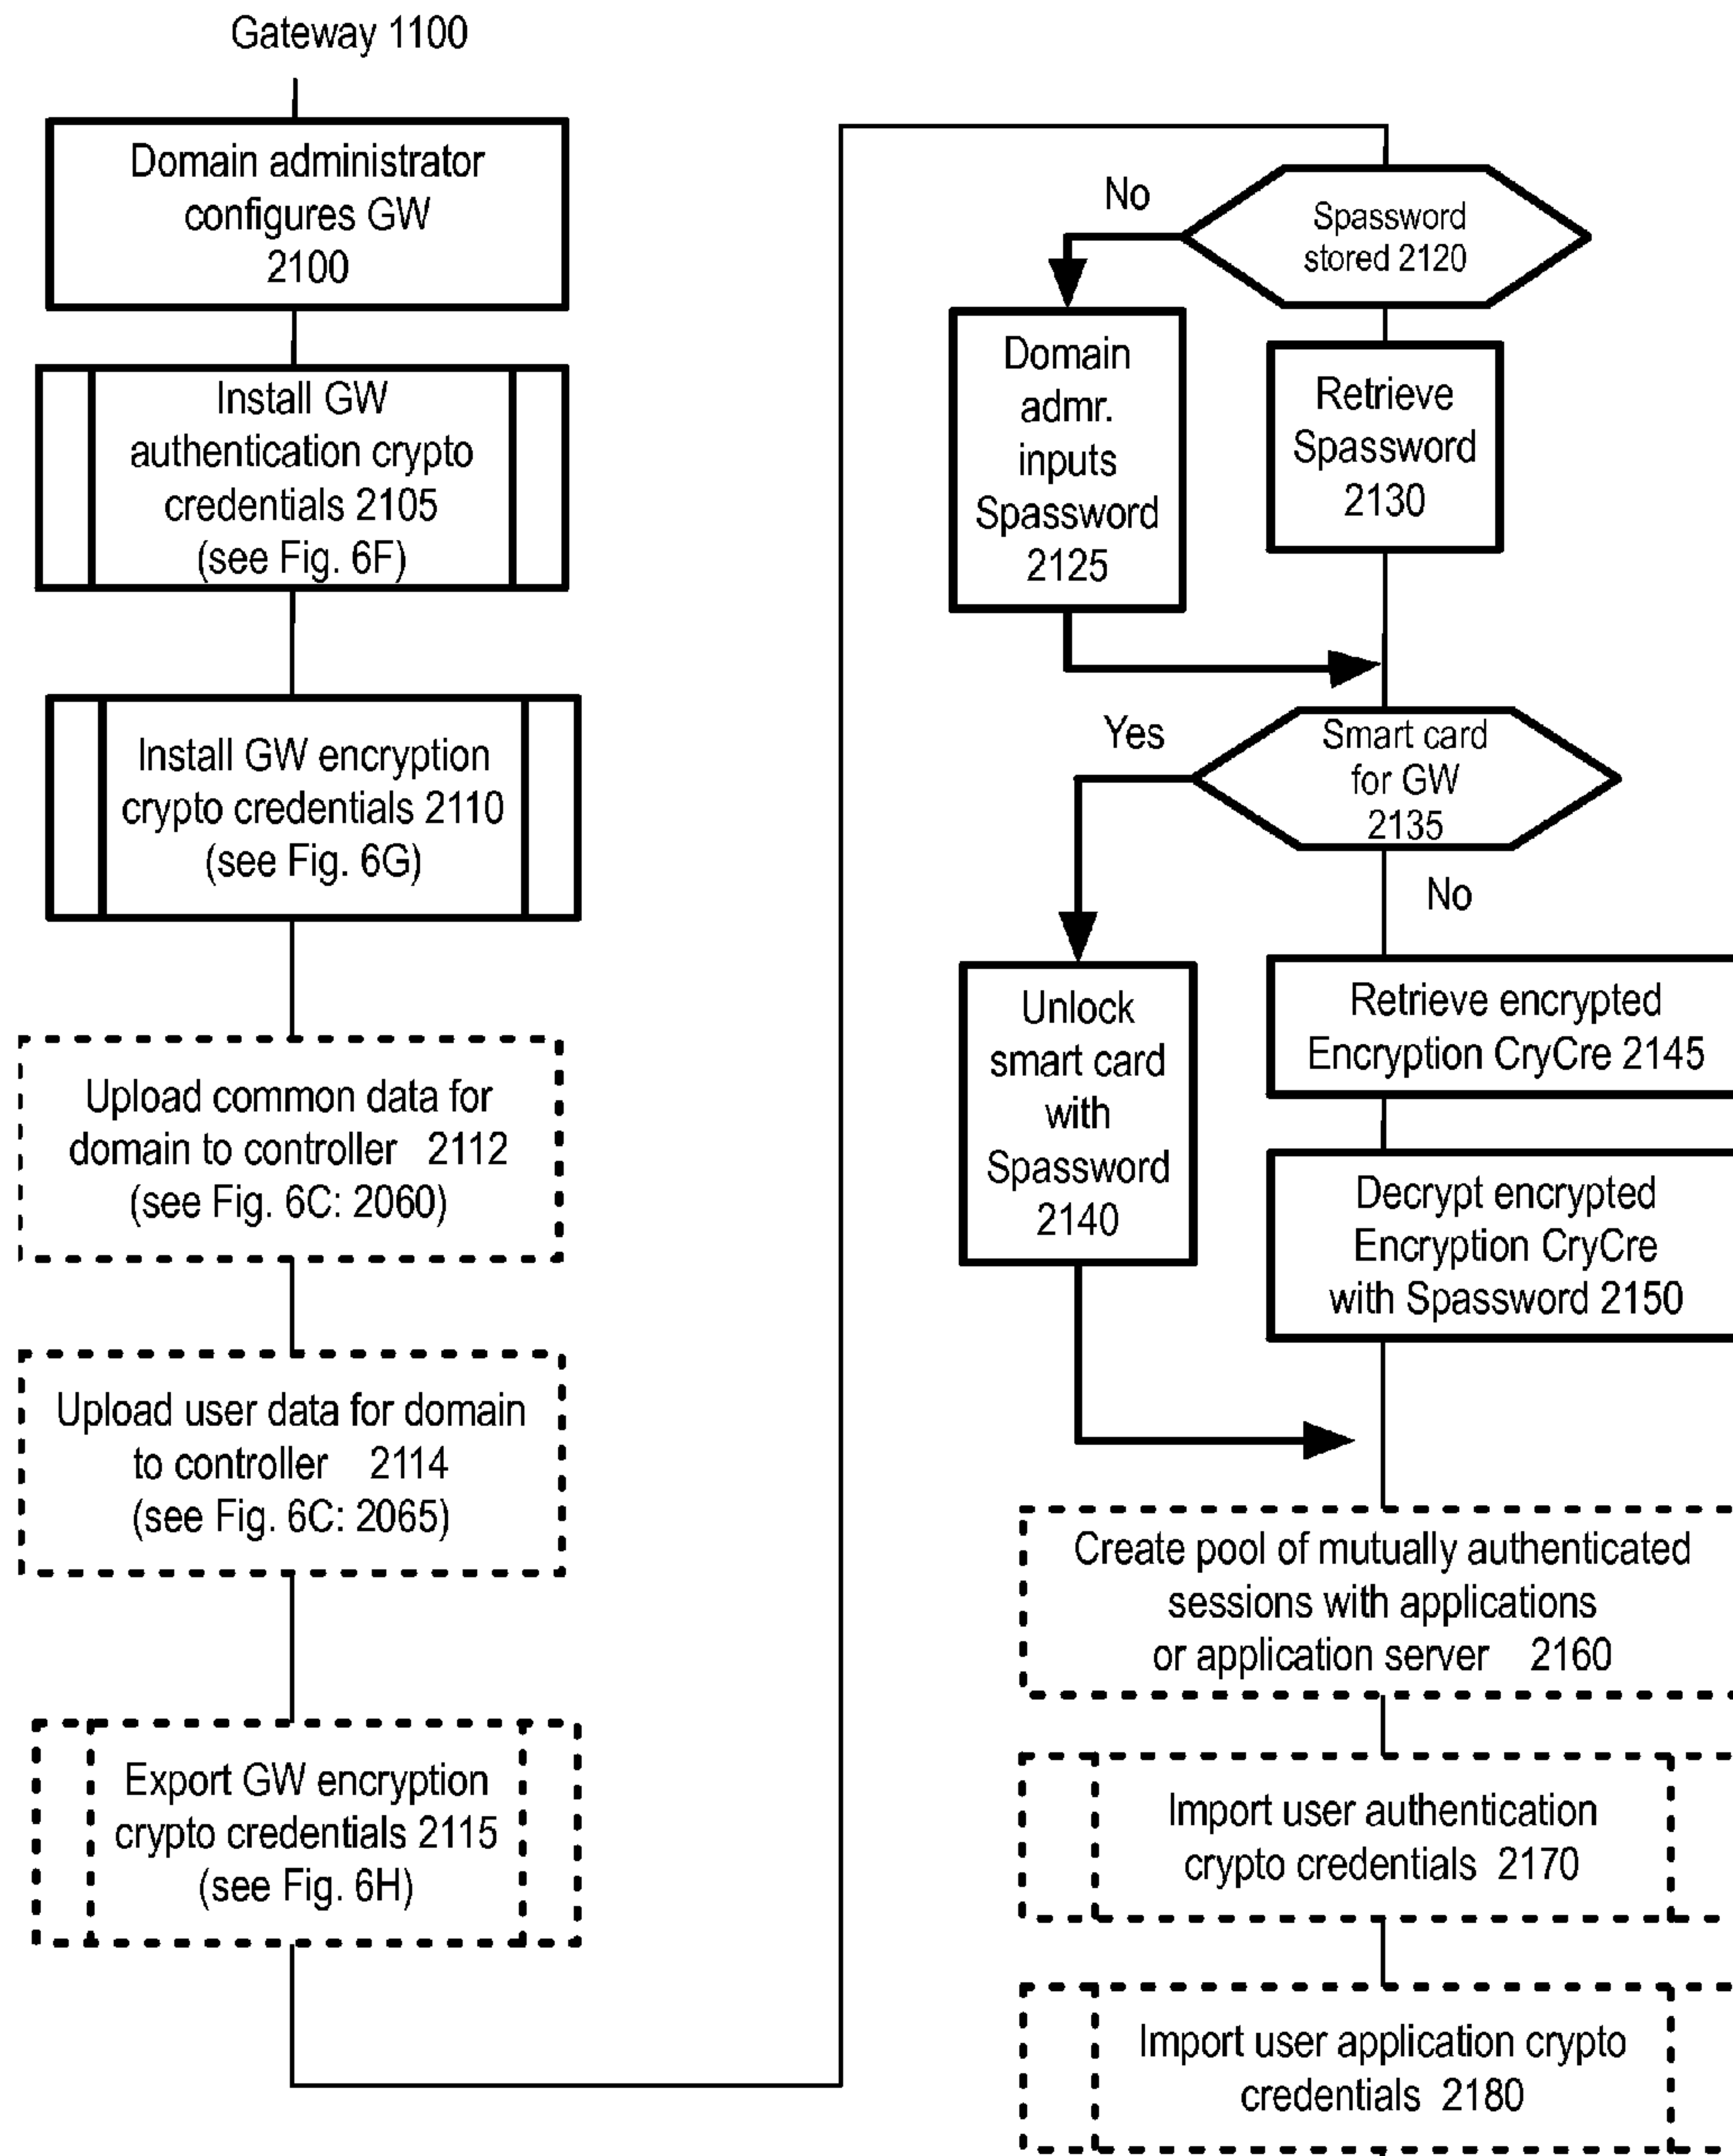 Gateway 1100
Domain administrator
configures GW
2100
Install GW
authentication crypto
credentials 2105
(see Fig. 6F)
Install GW encryption
crypto credentials 2110
(see Fig. 6G)
Upload common data for
domain to controller 2112
(see Fig. 6C: 2060)
Upload user data for domain
to controller 2114
(see Fig. 6C: 2065)
Export GW encryption
crypto credentials 2115
(see Fig. 6H)
Spassword
stored 2120
No
Domain
admr.
inputs
Spassword
2125
Retrieve
Spassword
2130
Smart card
for GW
2135
Yes
No
Unlock
smart card
with
Spassword
2140
Retrieve encrypted
Encryption CryCre 2145
Decrypt encrypted
Encryption CryCre
with Spassword 2150
Create pool of mutually authenticated
sessions with applications
or application server 2160
Import user authentication
crypto credentials 2170
Import user application crypto
credentials 2180